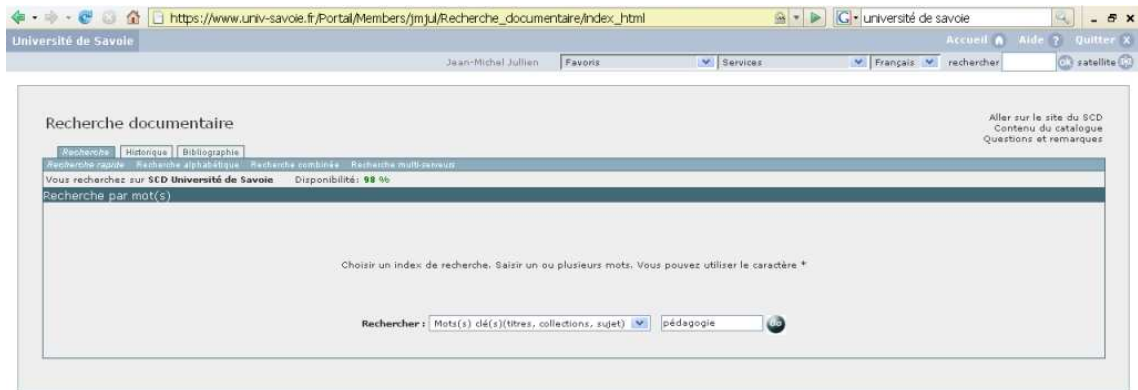 https://www.univ-savoie.fr/Portal/Members/jmjul/Recherche_documentaire/index_html
université de savoie
Université de Savoie
Accueil Aide ? Quitter X
Jean-Michel Jullien Favoris Services Français rechercher ok satellite
Recherche documentaire
Aller sur le site du SCD
Contenu du catalogue
Questions et remarques
Recherche Historique Bibliographie
Recherche rapide Recherche alphabétique Recherche combinée Recherche multi-serveurs
Vous recherchez sur SCD Université de Savoie Disponibilité: 98 %
Recherche par mot(s)
Choisir un index de recherche. Saisir un ou plusieurs mots. Vous pouvez utiliser le caractère *
Rechercher : Mots(s) clé(s)(titres, collections, sujet) pédagogie Go